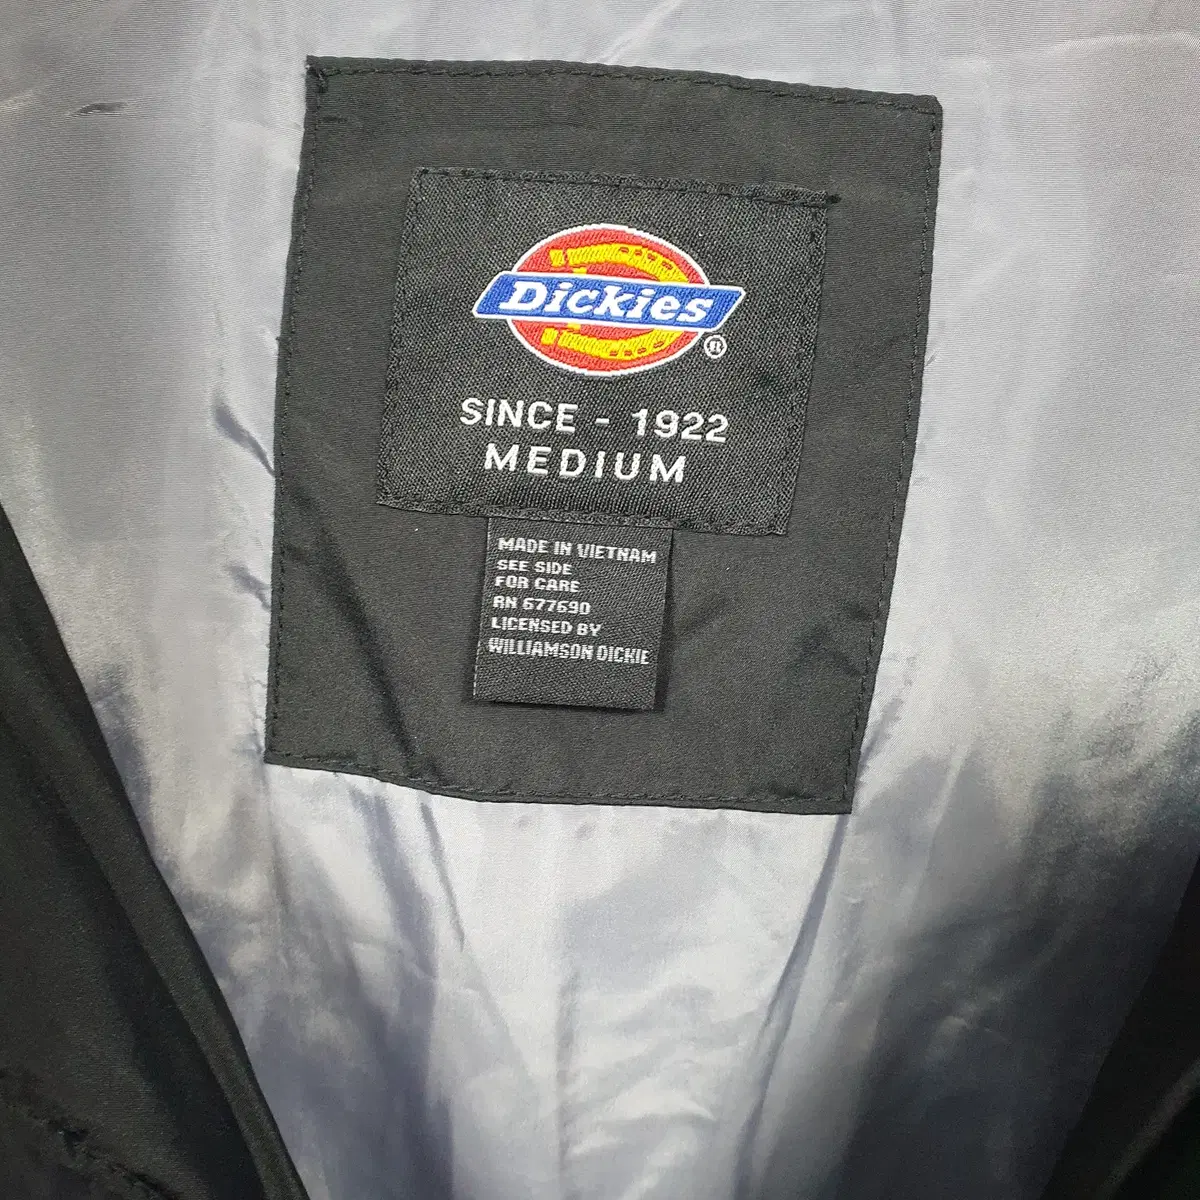 Dickies®
SINCE - 1922
MEDIUM
MADE IN VIETNAM
SEE SIDE
FOR CARE
RN 677690
LICENSED BY
WILLIAMSON DICKIE